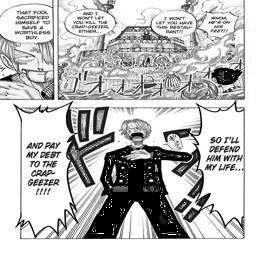 WHOA,
HE'S ON
HIS
FEET!!
I WON'T
LET YOU
HAVE THIS
RESTAU-
RANT!!
AND I
WON'T LET
YOU KILL
THE CRAP-
GEEZER,
EITHER...
THAT FOOL
SACRIFICED
HIMSELF TO
SAVE A
WORTHLESS
BOY.
SO I'LL
DEFEND
HIM WITH
MY LIFE...
AND PAY
MY DEBT
TO THE
CRAP-
GEEZER
!!!!